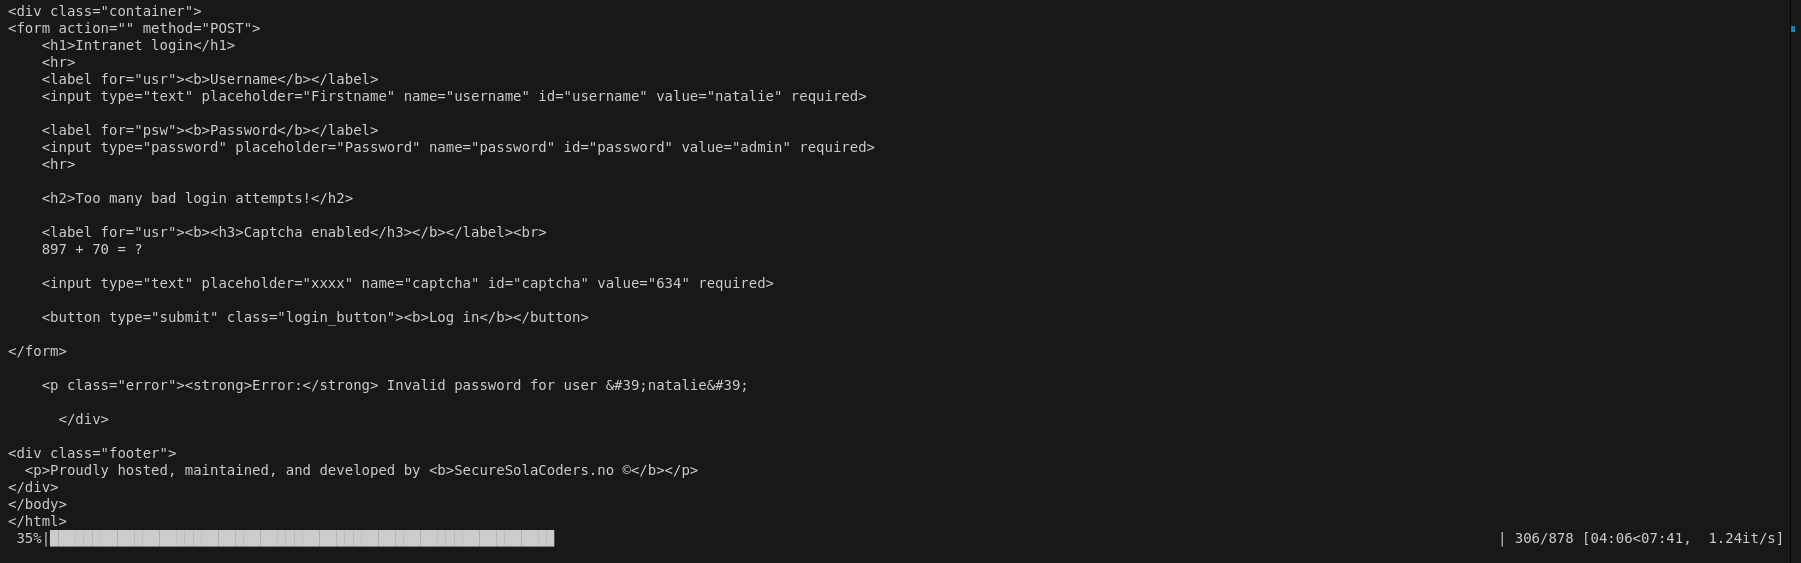 <div class="container">
<form action="" method="POST">
<h1>Intranet login</h1>
<hr>
<label for="usr"><b>Username</b></label>
<input type="text" placeholder="Firstname" name="username" id="username" value="natalie" required>
<label for="psw"><b>Password</b></label>
<input type="password" placeholder="Password" name="password" id="password" value="admin" required>
<hr>
<h2>Too many bad login attempts!</h2>
<label for="usr"><b><h3>Captcha enabled</h3></b></label><br>
897 + 70 = ?
<input type="text" placeholder="xxxx" name="captcha" id="captcha" value="634" required>
<button type="submit" class="login_button"><b>Log in</b></button>
</form>
<p class="error"><strong>Error:</strong> Invalid password for user &#39;natalie&#39;
</div>
<div class="footer">
<p>Proudly hosted, maintained, and developed by <b>SecureSolaCoders.no ©</b></p>
</div>
</body>
</html>
35%| | 306/878 [04:06<07:41, 1.24it/s]